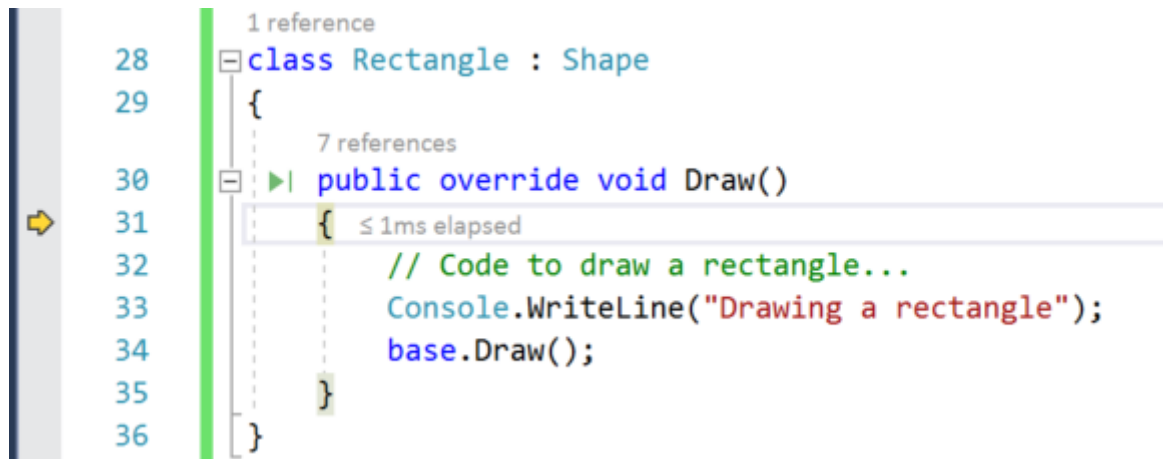 1 reference
28 class Rectangle : Shape
29 {
7 references
30 public override void Draw()
31 { ≤ 1ms elapsed
32 // Code to draw a rectangle...
33 Console.WriteLine("Drawing a rectangle");
34 base.Draw();
35 }
36 }